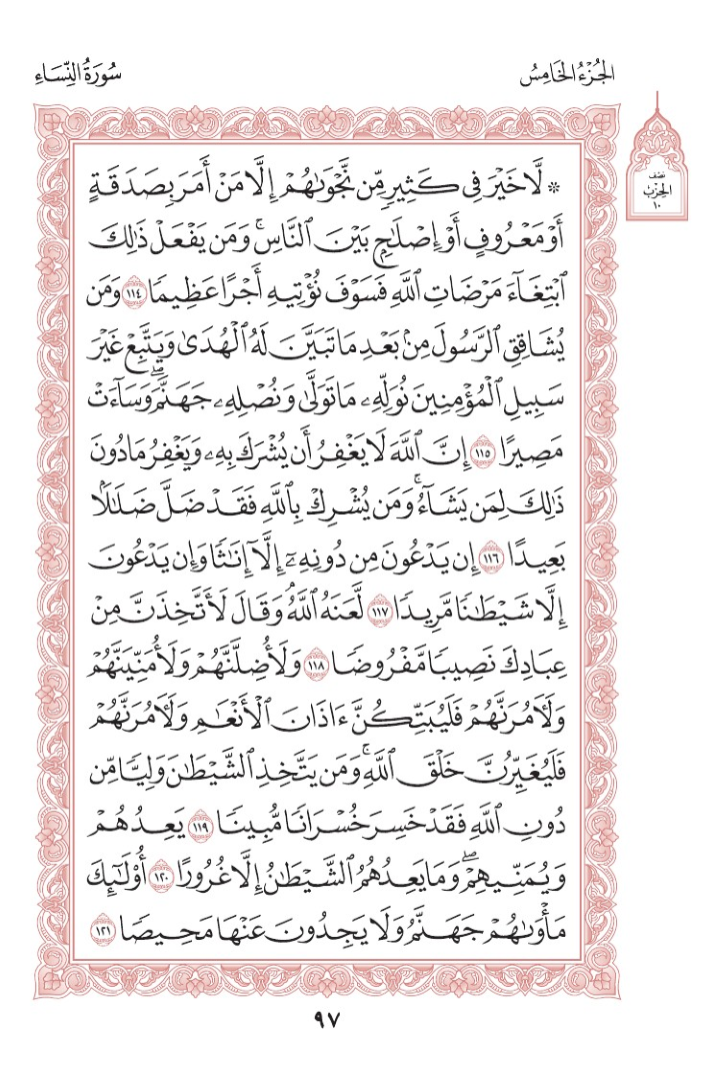 الجُزْءُ الخَامِسُ
سُورَةُ النِّسَاءِ
نصف
الحزب
١٠
۞ لَّا خَيْرَ فِي كَثِيرٍ مِّن نَّجْوَىٰهُمْ إِلَّا مَنْ أَمَرَ بِصَدَقَةٍ
أَوْ مَعْرُوفٍ أَوْ إِصْلَٰحِۭ بَيْنَ ٱلنَّاسِۚ وَمَن يَفْعَلْ ذَٰلِكَ
ٱبْتِغَآءَ مَرْضَاتِ ٱللَّهِ فَسَوْفَ نُؤْتِيهِ أَجْرًا عَظِيمًا ١١٤ وَمَن
يُشَاقِقِ ٱلرَّسُولَ مِنۢ بَعْدِ مَا تَبَيَّنَ لَهُ ٱلْهُدَىٰ وَيَتَّبِعْ غَيْرَ
سَبِيلِ ٱلْمُؤْمِنِينَ نُوَلِّهِۦ مَا تَوَلَّىٰ وَنُصْلِهِۦ جَهَنَّمَۖ وَسَآءَتْ
مَصِيرًا ١١٥ إِنَّ ٱللَّهَ لَا يَغْفِرُ أَن يُشْرَكَ بِهِۦ وَيَغْفِرُ مَا دُونَ
ذَٰلِكَ لِمَن يَشَآءُۚ وَمَن يُشْرِكْ بِٱللَّهِ فَقَدْ ضَلَّ ضَلَٰلًۢا
بَعِيدًا ١١٦ إِن يَدْعُونَ مِن دُونِهِۦٓ إِلَّآ إِنَٰثًا وَإِن يَدْعُونَ
إِلَّا شَيْطَٰنًا مَّرِيدًا ١١٧ لَّعَنَهُ ٱللَّهُۘ وَقَالَ لَأَتَّخِذَنَّ مِنْ
عِبَادِكَ نَصِيبًا مَّفْرُوضًا ١١٨ وَلَأُضِلَّنَّهُمْ وَلَأُمَنِّيَنَّهُمْ
وَلَءَامُرَنَّهُمْ فَلَيُبَتِّكُنَّ ءَاذَانَ ٱلْأَنْعَٰمِ وَلَءَامُرَنَّهُمْ
فَلَيُغَيِّرُنَّ خَلْقَ ٱللَّهِۚ وَمَن يَتَّخِذِ ٱلشَّيْطَٰنَ وَلِيًّا مِّن
دُونِ ٱللَّهِ فَقَدْ خَسِرَ خُسْرَانًا مُّبِينًا ١١٩ يَعِدُهُمْ
وَيُمَنِّيهِمْۖ وَمَا يَعِدُهُمُ ٱلشَّيْطَٰنُ إِلَّا غُرُورًا ١٢٠ أُوْلَٰٓئِكَ
مَأْوَىٰهُمْ جَهَنَّمُ وَلَا يَجِدُونَ عَنْهَا مَحِيصًا ١٢١
٩٧